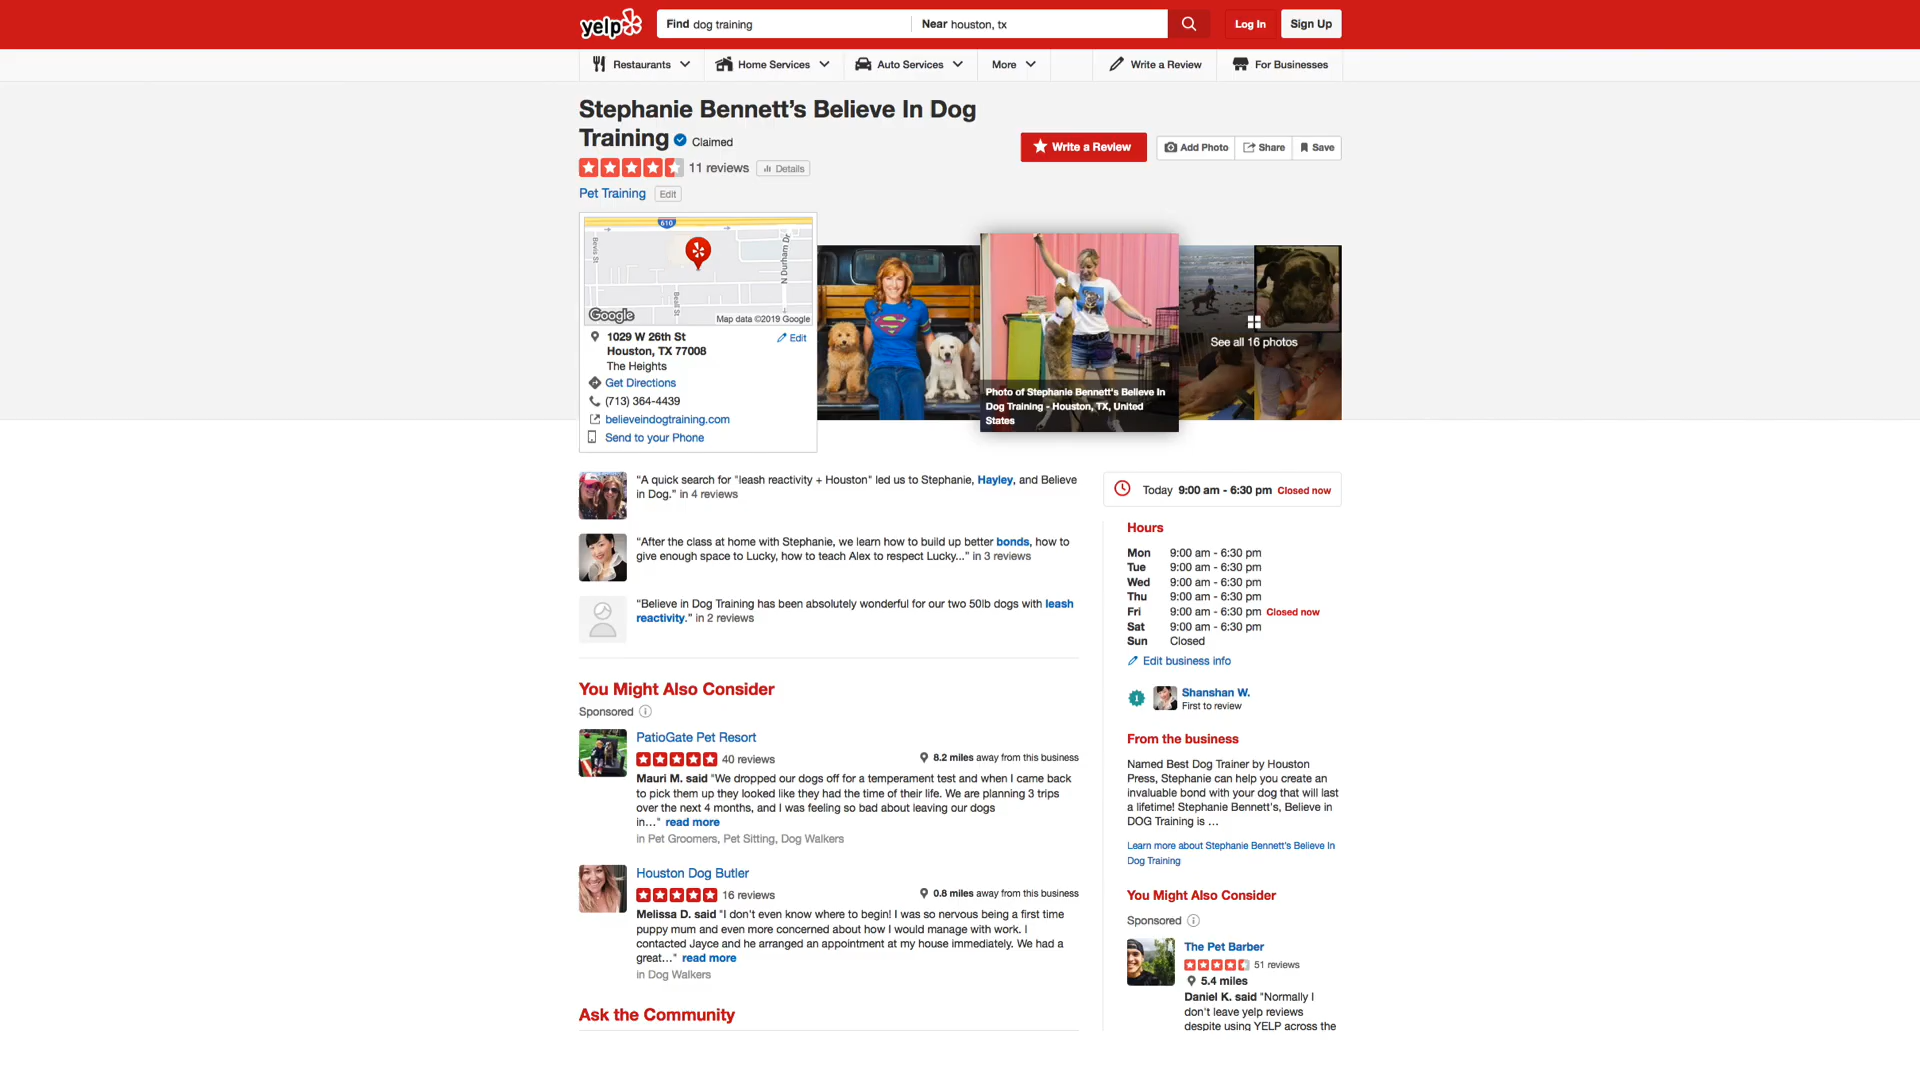 yelp
Find dog training
Near houston, tx
Log In
Sign Up
Restaurants
Home Services
Auto Services
More
Write a Review
For Businesses
Stephanie Bennett’s Believe In Dog
Training Claimed
11 reviews
Details
Pet Training
Edit
Write a Review
Add Photo
Share
Save
610
Bevis St
Beall St
N Durham Dr
Google
Map data ©2019 Google
1029 W 26th St
Houston, TX 77008
The Heights
Edit
Get Directions
(713) 364-4439
believeindogtraining.com
Send to your Phone
Photo of Stephanie Bennett's Believe In
Dog Training - Houston, TX, United
States
See all 16 photos
“A quick search for "leash reactivity + Houston" led us to Stephanie, Hayley, and Believe
in Dog.” in 4 reviews
“After the class at home with Stephanie, we learn how to build up better bonds, how to
give enough space to Lucky, how to teach Alex to respect Lucky...” in 3 reviews
“Believe in Dog Training has been absolutely wonderful for our two 50lb dogs with leash
reactivity.” in 2 reviews
You Might Also Consider
Sponsored
PatioGate Pet Resort
40 reviews
8.2 miles away from this business
Mauri M. said "We dropped our dogs off for a temperament test and when I came back
to pick them up they looked like they had the time of their life. We are planning 3 trips
over the next 4 months, and I was feeling so bad about leaving our dogs
in…" read more
in Pet Groomers, Pet Sitting, Dog Walkers
Houston Dog Butler
16 reviews
0.8 miles away from this business
Melissa D. said "I don't even know where to begin! I was so nervous being a first time
puppy mum and even more concerned about how I would manage with work. I
contacted Jayce and he arranged an appointment at my house immediately. We had a
great…" read more
in Dog Walkers
Ask the Community
Today 9:00 am - 6:30 pm Closed now
Hours
Mon 9:00 am - 6:30 pm
Tue 9:00 am - 6:30 pm
Wed 9:00 am - 6:30 pm
Thu 9:00 am - 6:30 pm
Fri 9:00 am - 6:30 pm Closed now
Sat 9:00 am - 6:30 pm
Sun Closed
Edit business info
1
Shanshan W.
First to review
From the business
Named Best Dog Trainer by Houston
Press, Stephanie can help you create an
invaluable bond with your dog that will last
a lifetime! Stephanie Bennett's, Believe in
DOG Training is …
Learn more about Stephanie Bennett's Believe In
Dog Training
You Might Also Consider
Sponsored
The Pet Barber
51 reviews
5.4 miles
Daniel K. said "Normally I
don't leave yelp reviews
despite using YELP across the